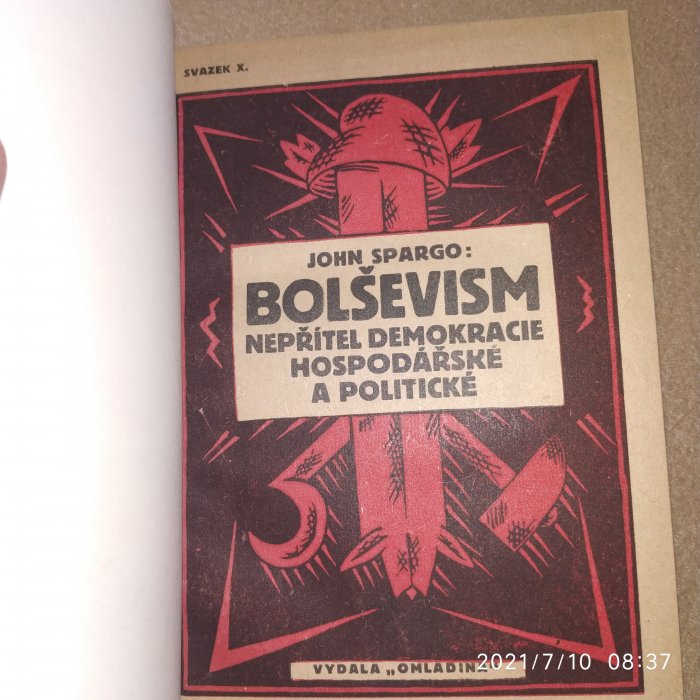 SVAZEK X.
JOHN SPARGO:
BOLŠEVISM
NEPŘÍTEL DEMOKRACIE
HOSPODÁŘSKÉ
A POLITICKÉ
VYDALA „OMLADINA"
2021/7/10 08:37